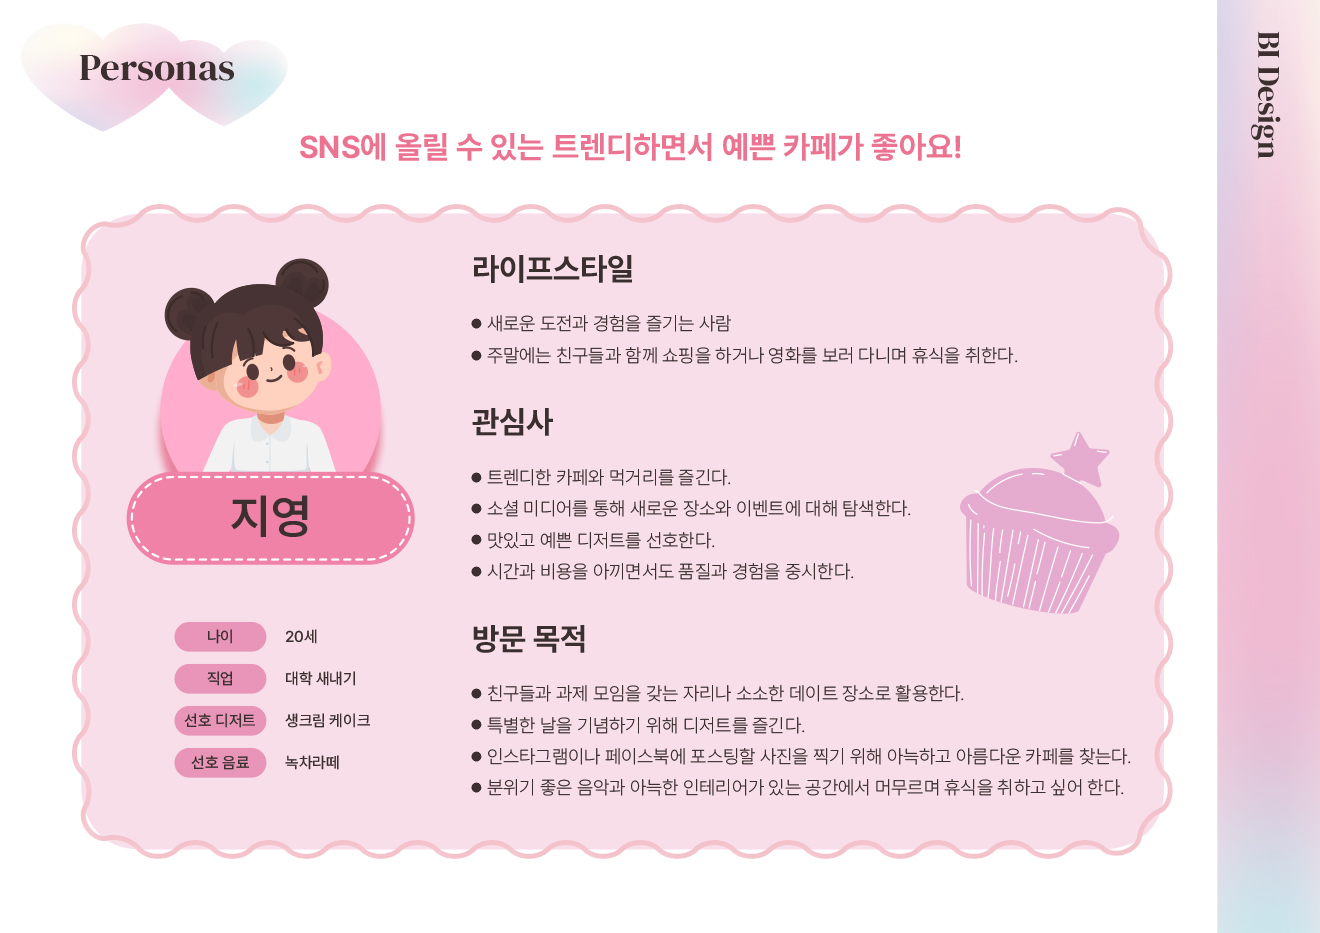 Personas
BI Design
SNS에 올릴 수 있는 트렌디하면서 예쁜 카페가 좋아요!
지영
나이 20세
직업 대학 새내기
선호 디저트 생크림 케이크
선호 음료 녹차라떼
라이프스타일
● 새로운 도전과 경험을 즐기는 사람
● 주말에는 친구들과 함께 쇼핑을 하거나 영화를 보러 다니며 휴식을 취한다.
관심사
● 트렌디한 카페와 먹거리를 즐긴다.
● 소셜 미디어를 통해 새로운 장소와 이벤트에 대해 탐색한다.
● 맛있고 예쁜 디저트를 선호한다.
● 시간과 비용을 아끼면서도 품질과 경험을 중시한다.
방문 목적
● 친구들과 과제 모임을 갖는 자리나 소소한 데이트 장소로 활용한다.
● 특별한 날을 기념하기 위해 디저트를 즐긴다.
● 인스타그램이나 페이스북에 포스팅할 사진을 찍기 위해 아늑하고 아름다운 카페를 찾는다.
● 분위기 좋은 음악과 아늑한 인테리어가 있는 공간에서 머무르며 휴식을 취하고 싶어 한다.